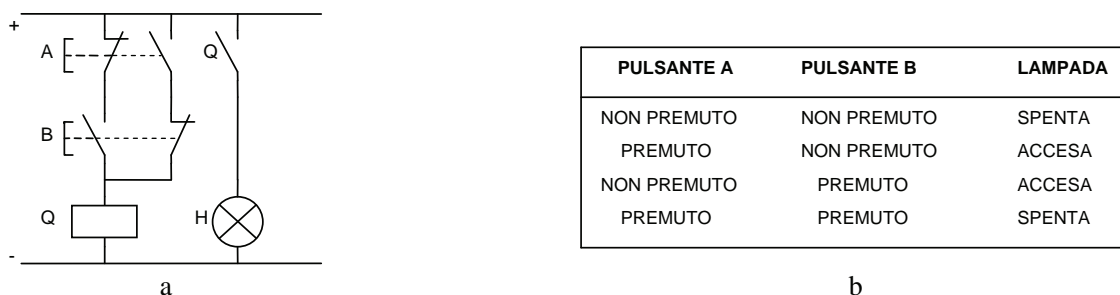 +
A
Q
B
Q
H
-
a
PULSANTE A PULSANTE B LAMPADA
NON PREMUTO NON PREMUTO SPENTA
PREMUTO NON PREMUTO ACCESA
NON PREMUTO PREMUTO ACCESA
PREMUTO PREMUTO SPENTA
b